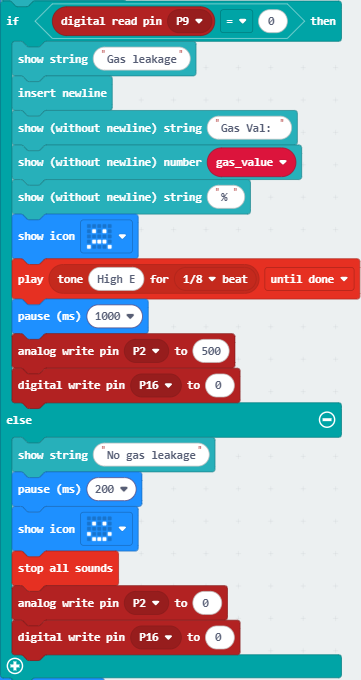 if digital read pin P9 = 0 then
show string "Gas leakage"
insert newline
show (without newline) string "Gas Val: "
show (without newline) number gas_value
show (without newline) string "%"
show icon
play tone High E for 1/8 beat until done
pause (ms) 1000
analog write pin P2 to 500
digital write pin P16 to 0
else
show string "No gas leakage"
pause (ms) 200
show icon
stop all sounds
analog write pin P2 to 0
digital write pin P16 to 0